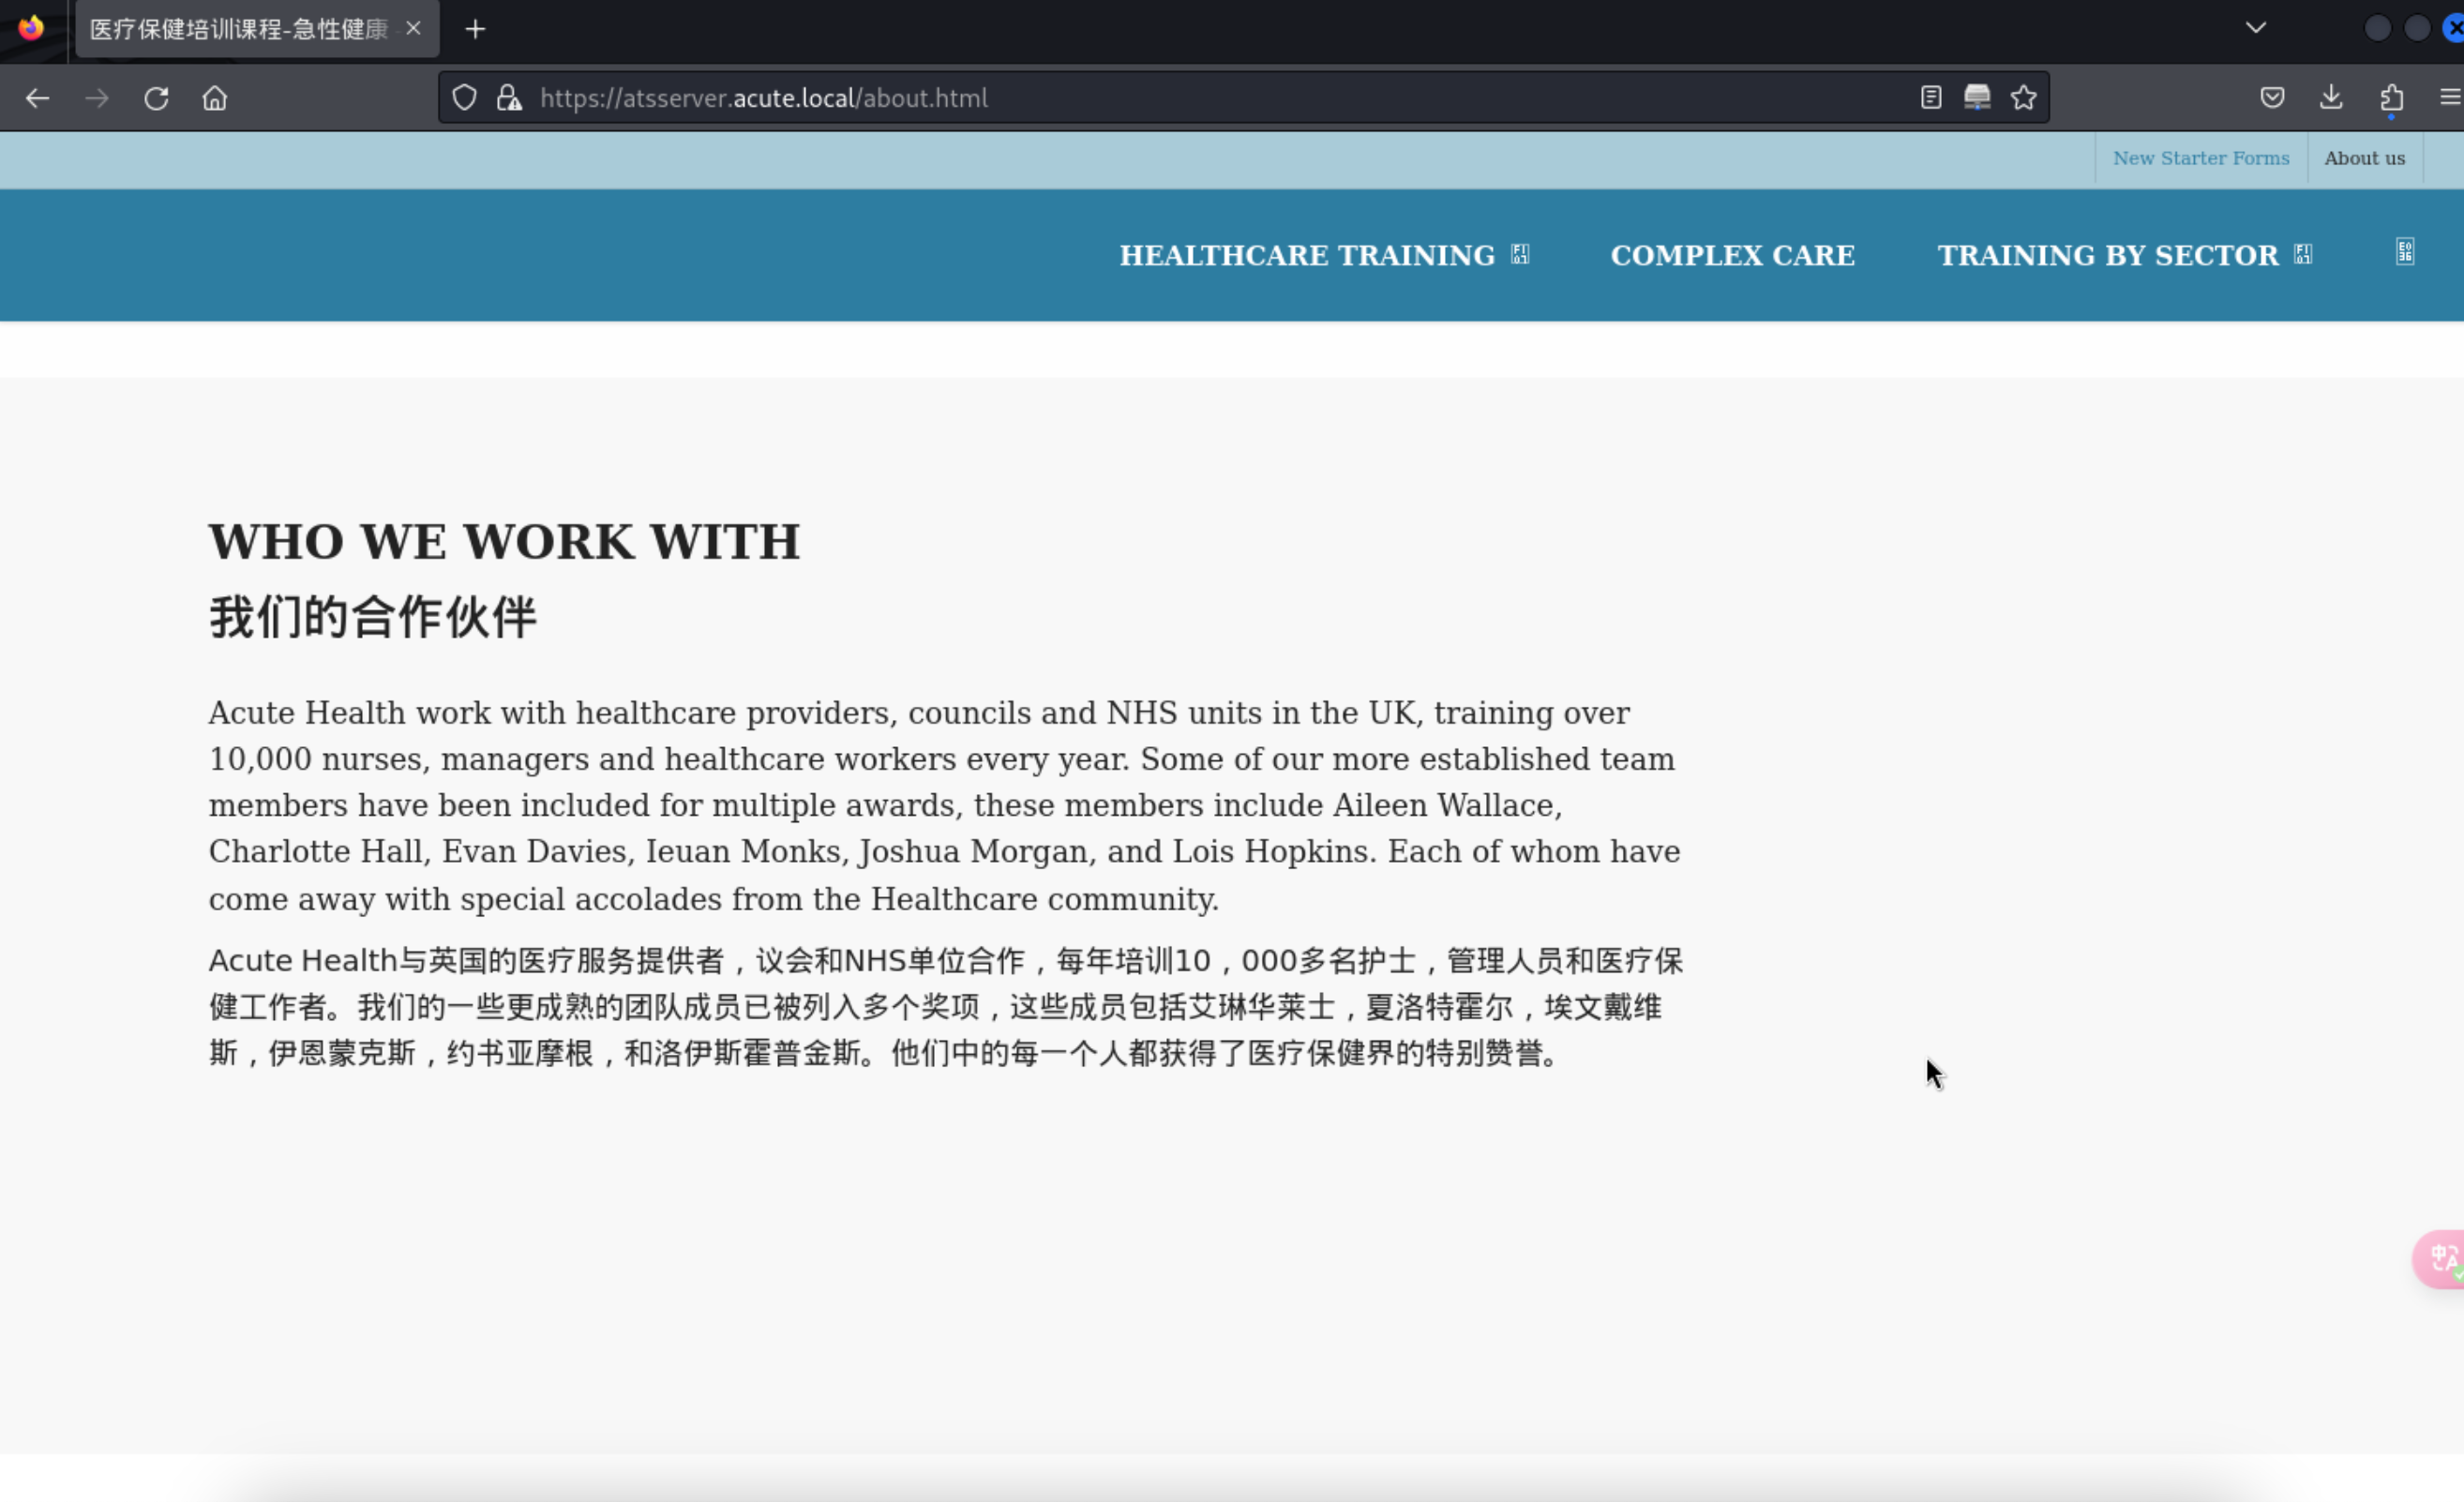 医疗保健培训课程-急性健康
https://atsserver.acute.local/about.html
New Starter Forms
About us
HEALTHCARE TRAINING
COMPLEX CARE
TRAINING BY SECTOR
WHO WE WORK WITH
我们的合作伙伴
Acute Health work with healthcare providers, councils and NHS units in the UK, training over
10,000 nurses, managers and healthcare workers every year. Some of our more established team
members have been included for multiple awards, these members include Aileen Wallace,
Charlotte Hall, Evan Davies, Ieuan Monks, Joshua Morgan, and Lois Hopkins. Each of whom have
come away with special accolades from the Healthcare community.
Acute Health与英国的医疗服务提供者，议会和NHS单位合作，每年培训10，000多名护士，管理人员和医疗保
健工作者。我们的一些更成熟的团队成员已被列入多个奖项，这些成员包括艾琳华莱士，夏洛特霍尔，埃文戴维
斯，伊恩蒙克斯，约书亚摩根，和洛伊斯霍普金斯。他们中的每一个人都获得了医疗保健界的特别赞誉。